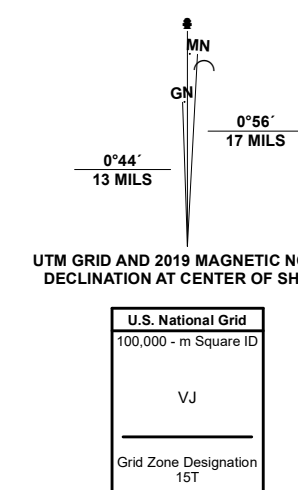 MN
GN
0°56´
17 MILS
0°44´
13 MILS
UTM GRID AND 2019 MAGNETIC NO
DECLINATION AT CENTER OF SH
U.S. National Grid
100,000 - m Square ID
VJ
Grid Zone Designation
15T